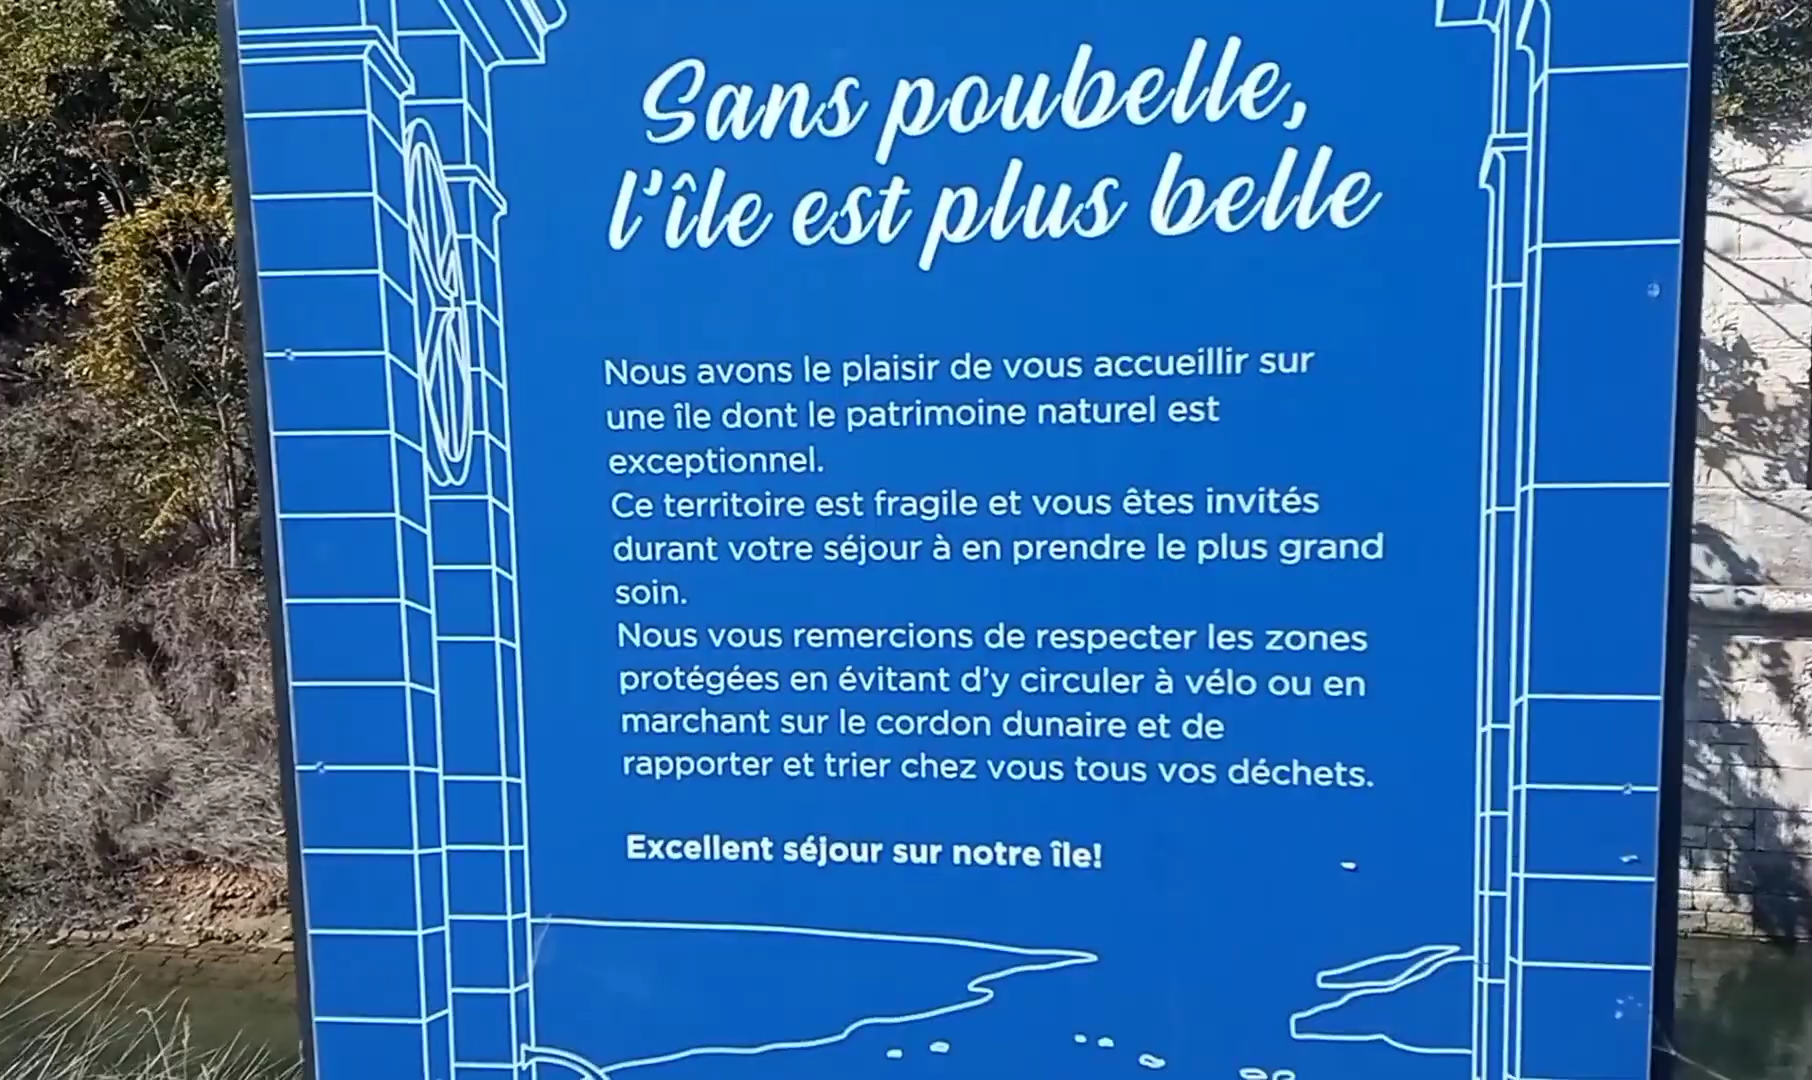 Sans poubelle,
l'île est plus belle
Nous avons le plaisir de vous accueillir sur
une île dont le patrimoine naturel est
exceptionnel.
Ce territoire est fragile et vous êtes invités
durant votre séjour à en prendre le plus grand
soin.
Nous vous remercions de respecter les zones
protégées en évitant d'y circuler à vélo ou en
marchant sur le cordon dunaire et de
rapporter et trier chez vous tous vos déchets.
Excellent séjour sur notre île!